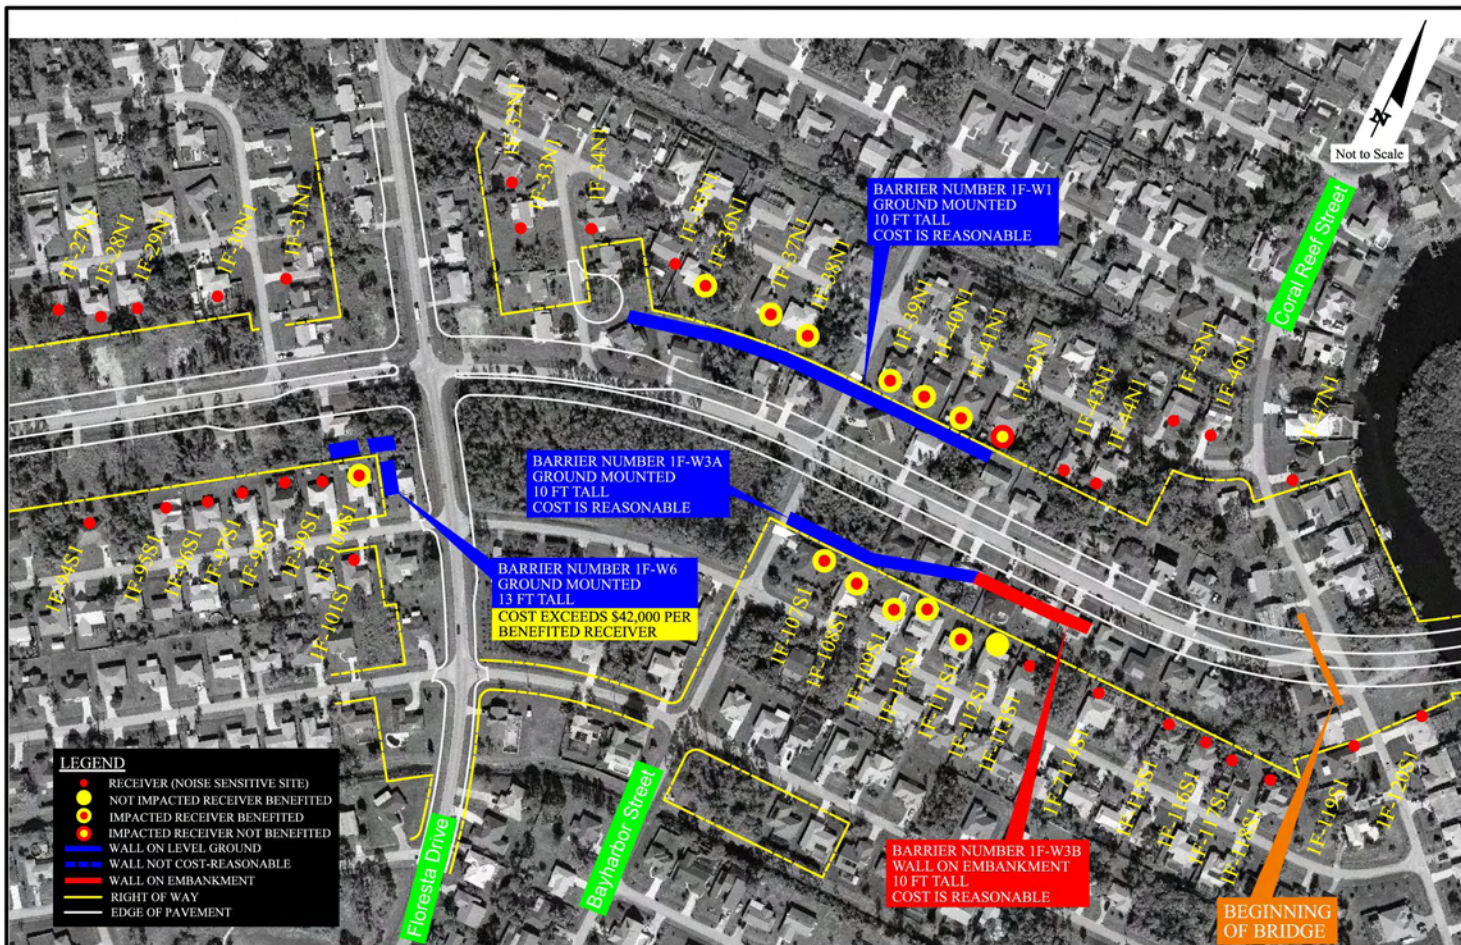 Not to Scale
Coral Reef Street
BARRIER NUMBER 1F-W1
GROUND MOUNTED
10 FT TALL
COST IS REASONABLE
1F-27N1
1F-28N1
1F-29N1
1F-30N1
1F-31N1
1F-32N1
1F-33N1
1F-34N1
1F-35N1
1F-36N1
1F-37N1
1F-38N1
1F-39N1
1F-40N1
1F-41N1
1F-42N1
1F-43N1
1F-44N1
1F-45N1
1F-46N1
1F-47N1
BARRIER NUMBER 1F-W3A
GROUND MOUNTED
10 FT TALL
COST IS REASONABLE
BARRIER NUMBER 1F-W6
GROUND MOUNTED
13 FT TALL
COST EXCEEDS $42,000 PER
BENEFITED RECEIVER
1F-94S1
1F-95S1
1F-96S1
1F-97S1
1F-98S1
1F-99S1
1F-100S1
1F-101S1
1F-107S1
1F-108S1
1F-109S1
1F-110S1
1F-111S1
1F-112S1
1F-113S1
1F-7114S1
1F-115S1
1F-116S1
1F-117S1
1F-118S1
1F-119S1
1F-120S1
BARRIER NUMBER 1F-W3B
WALL ON EMBANKMENT
10 FT TALL
COST IS REASONABLE
BEGINNING
OF BRIDGE
Floresta Drive
Bayharbor Street
LEGEND
RECEIVER (NOISE SENSITIVE SITE)
NOT IMPACTED RECEIVER BENEFITED
IMPACTED RECEIVER BENEFITED
IMPACTED RECEIVER NOT BENEFITED
WALL ON LEVEL GROUND
WALL NOT COST-REASONABLE
WALL ON EMBANKMENT
RIGHT OF WAY
EDGE OF PAVEMENT